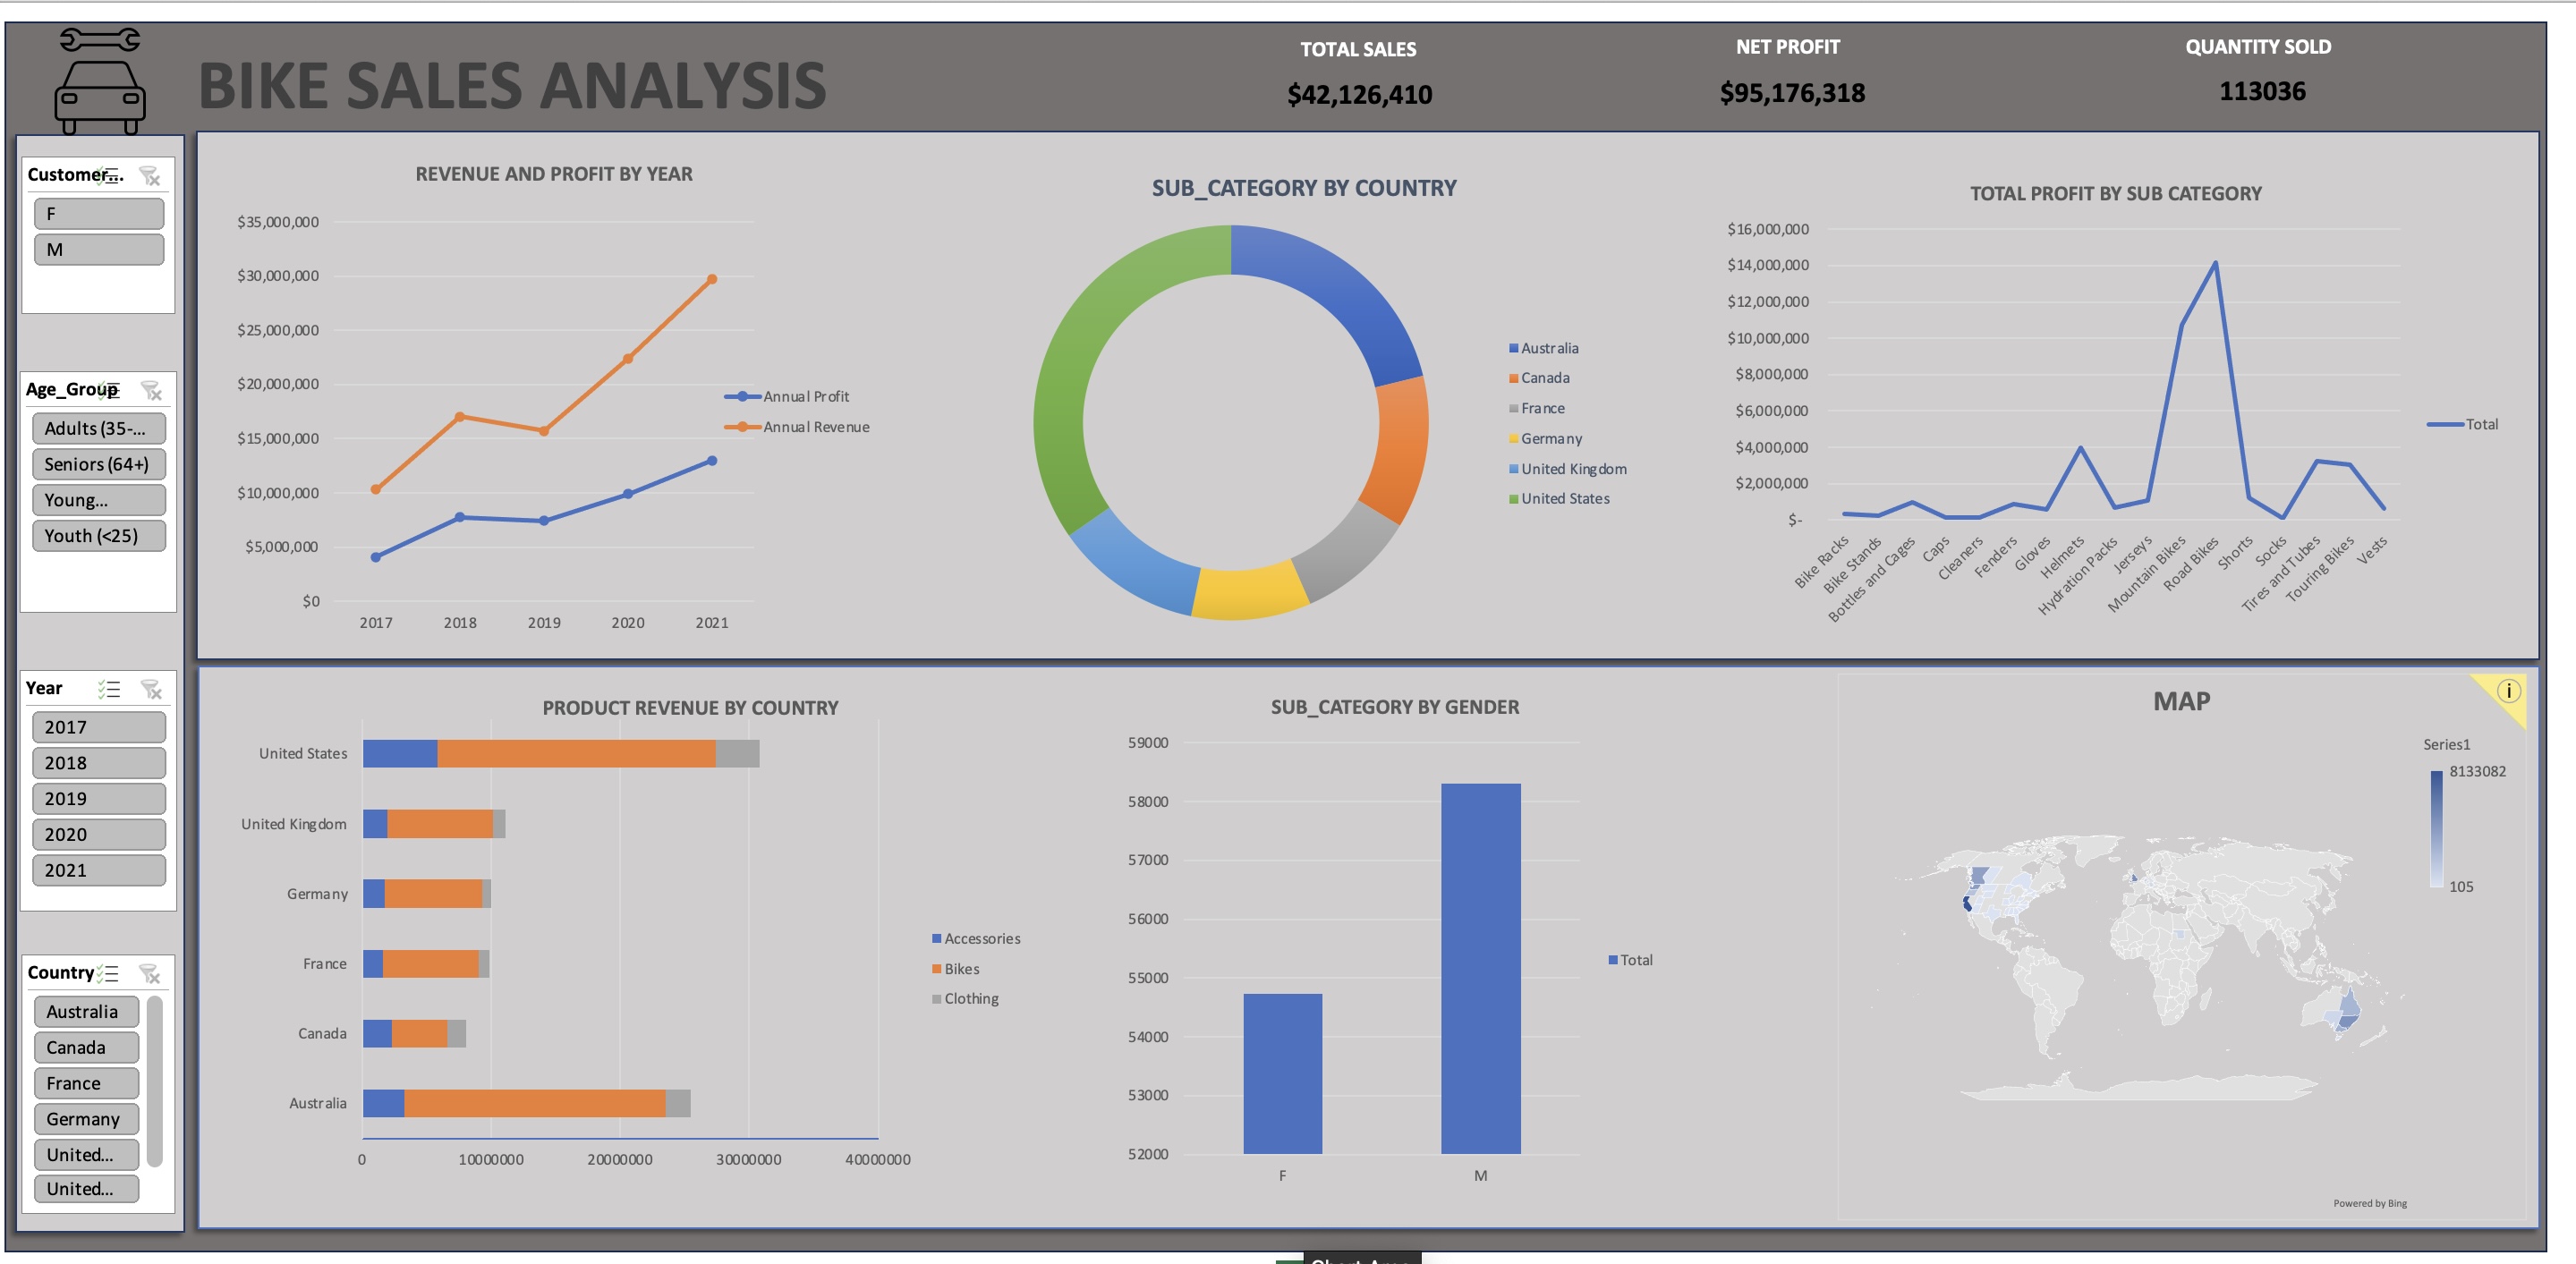 BIKE SALES ANALYSIS
TOTAL SALES
$42,126,410
NET PROFIT
$95,176,318
QUANTITY SOLD
113036
Customer...
F
M
Age_Group
Adults (35-...
Seniors (64+)
Young...
Youth (<25)
Year
2017
2018
2019
2020
2021
Country
Australia
Canada
France
Germany
United...
United...
REVENUE AND PROFIT BY YEAR
$35,000,000
$30,000,000
$25,000,000
$20,000,000
$15,000,000
$10,000,000
$5,000,000
$0
2017 2018 2019 2020 2021
Annual Profit
Annual Revenue
SUB_CATEGORY BY COUNTRY
Australia
Canada
France
Germany
United Kingdom
United States
TOTAL PROFIT BY SUB CATEGORY
$16,000,000
$14,000,000
$12,000,000
$10,000,000
$8,000,000
$6,000,000
$4,000,000
$2,000,000
$-
Bike Racks
Bike Stands
Bottles and Cages
Caps
Cleaners
Fenders
Gloves
Helmets
Hydration Packs
Jerseys
Mountain Bikes
Road Bikes
Shorts
Socks
Tires and Tubes
Touring Bikes
Vests
Total
PRODUCT REVENUE BY COUNTRY
United States
United Kingdom
Germany
France
Canada
Australia
0 10000000 20000000 30000000 40000000
Accessories
Bikes
Clothing
SUB_CATEGORY BY GENDER
59000
58000
57000
56000
55000
54000
53000
52000
F M
Total
MAP
i
Series1
8133082
105
Powered by Bing